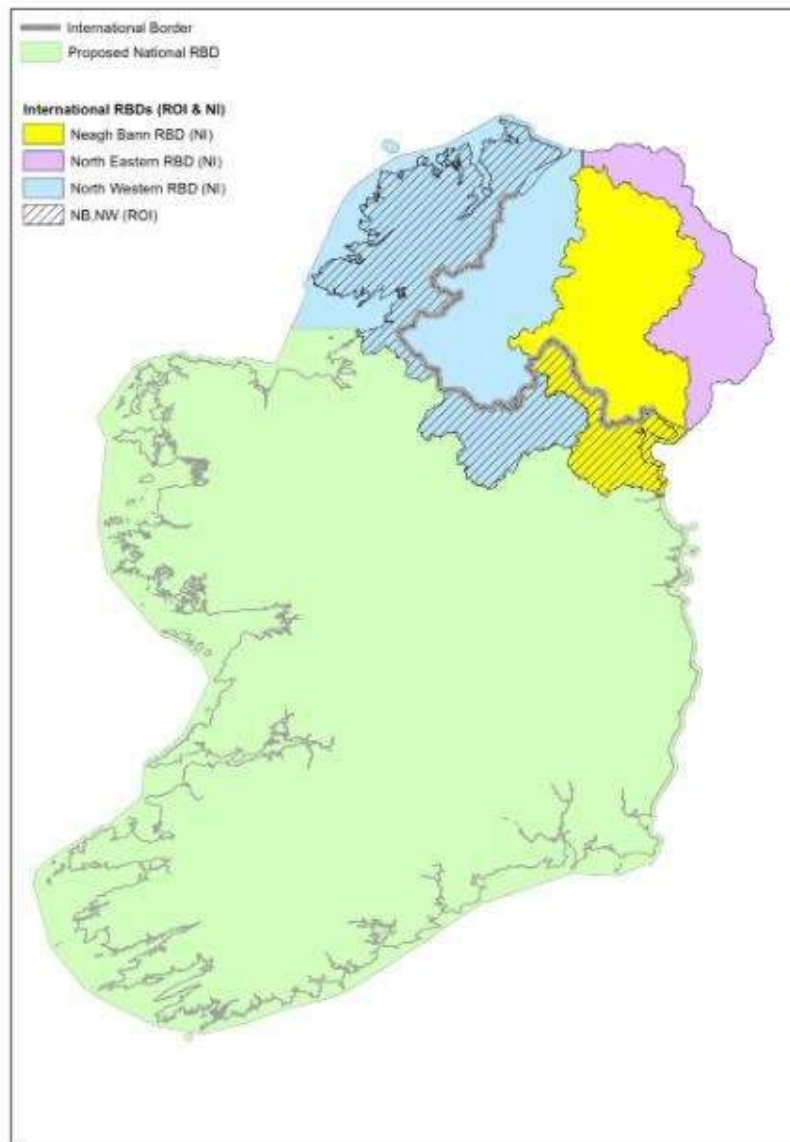 International Border
Proposed National RBD
International RBDs (ROI & NI)
Neagh Bann RBD (NI)
North Eastern RBD (NI)
North Western RBD (NI)
NB,NW (ROI)